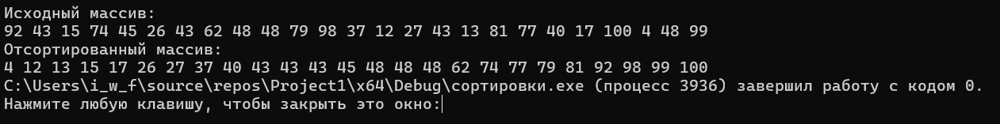 Исходный массив:
92 43 15 74 45 26 43 62 48 48 79 98 37 12 27 43 13 81 77 40 17 100 4 48 99
Отсортированный массив:
4 12 13 15 17 26 27 37 40 43 43 43 45 48 48 48 62 74 77 79 81 92 98 99 100
C:\Users\i_w_f\source\repos\Project1\x64\Debug\сортировки.exe (процесс 3936) завершил работу с кодом 0.
Нажмите любую клавишу, чтобы закрыть это окно: